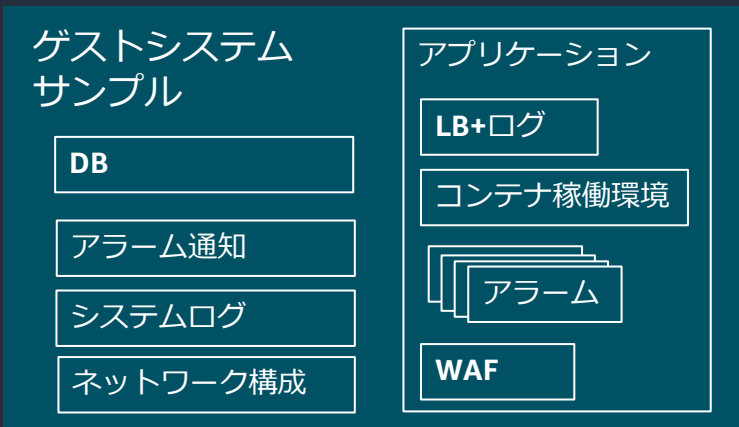 ゲストシステム
サンプル
DB
アラーム通知
システムログ
ネットワーク構成
アプリケーション
LB+ログ
コンテナ稼働環境
アラーム
WAF